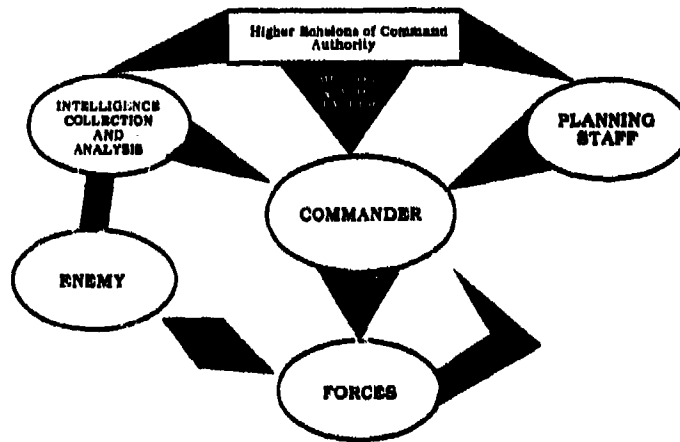 Higher Echelons of Command
Authority
INTELLIGENCE
COLLECTION
AND
ANALYSIS
PLANNING
STAFF
COMMANDER
ENEMY
FORCES